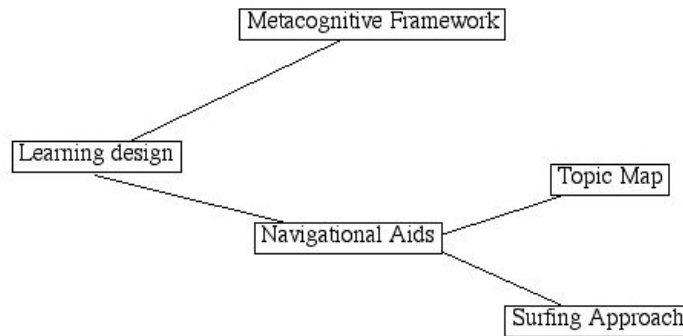 Metacognitive Framework
Learning design
Topic Map
Navigational Aids
Surfing Approach